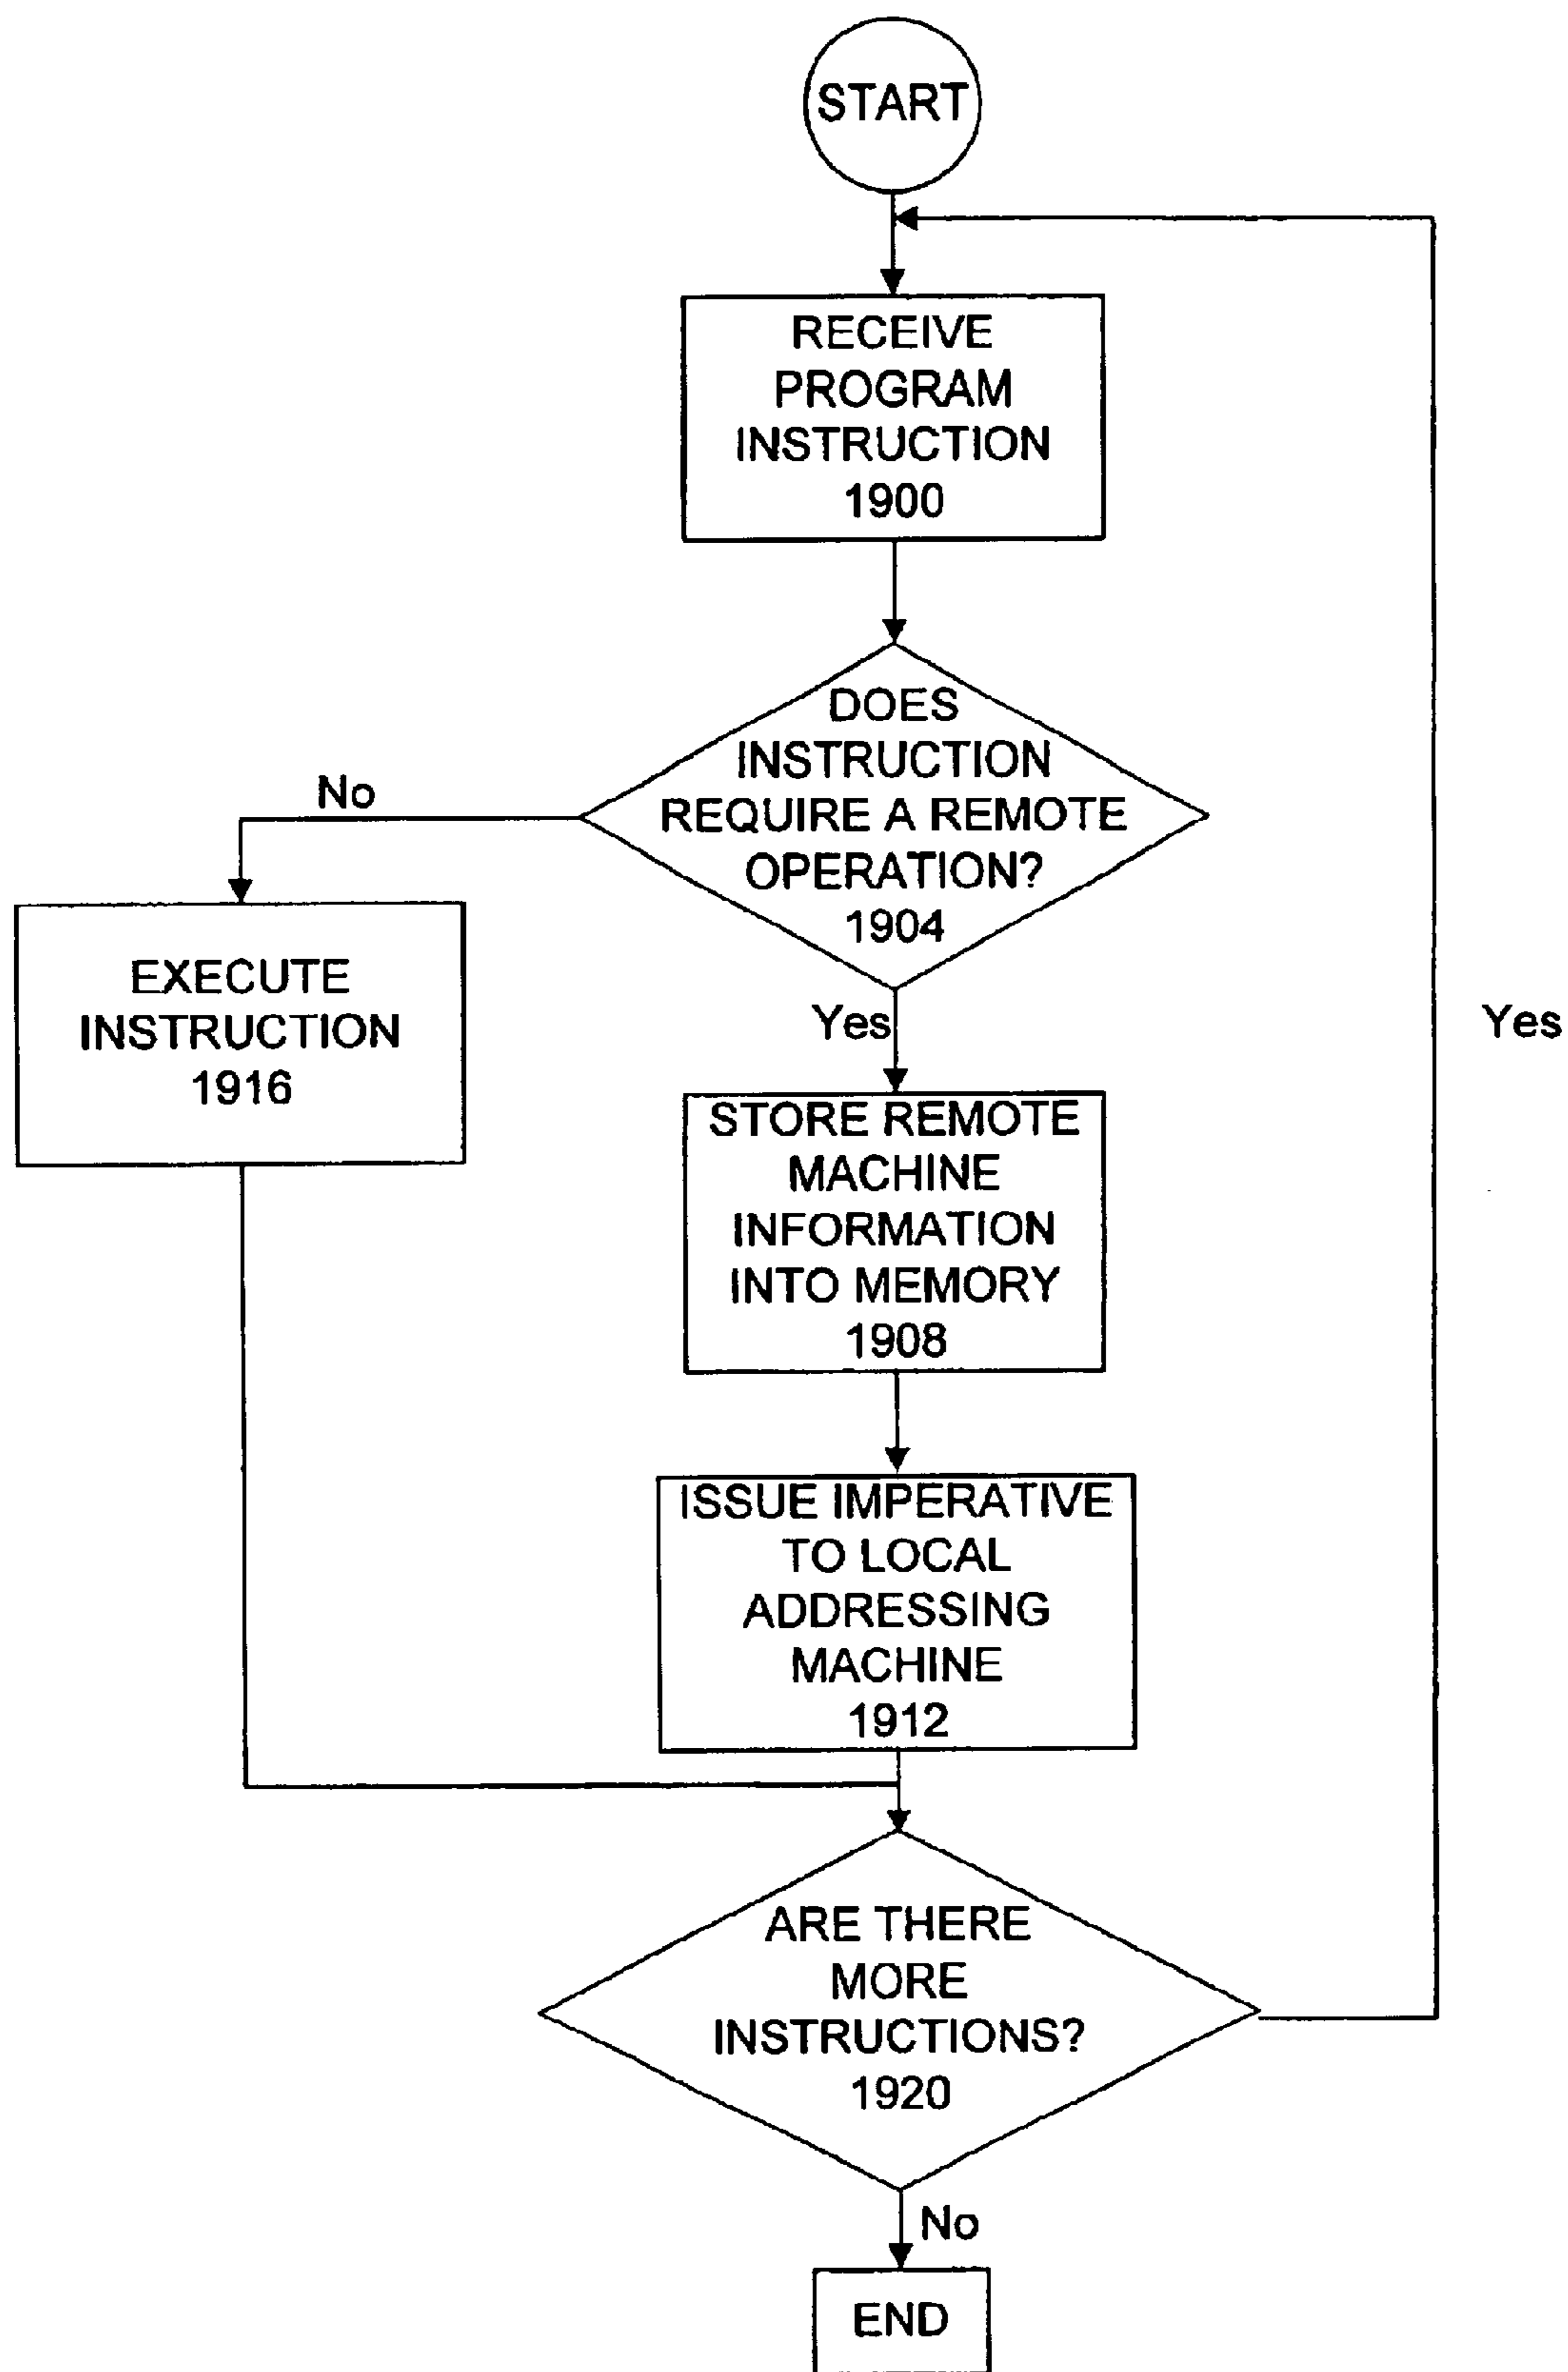 START
RECEIVE
PROGRAM
INSTRUCTION
1900
DOES
INSTRUCTION
REQUIRE A REMOTE
OPERATION?
1904
No
EXECUTE
INSTRUCTION
1916
Yes
Yes
STORE REMOTE
MACHINE
INFORMATION
INTO MEMORY
1908
ISSUE IMPERATIVE
TO LOCAL
ADDRESSING
MACHINE
1912
ARE THERE
MORE
INSTRUCTIONS?
1920
No
END